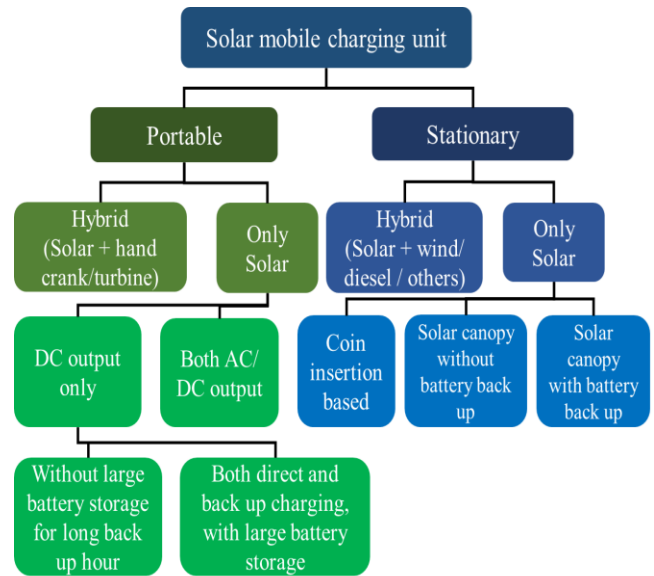 Solar mobile charging unit
Portable
Stationary
Hybrid
(Solar + hand
crank/turbine)
Only
Solar
Hybrid
(Solar + wind/
diesel / others)
Only
Solar
DC output
only
Both AC/
DC output
Coin
insertion
based
Solar canopy
without
battery back
up
Solar
canopy
with battery
back up
Without large
battery storage
for long back
up hour
Both direct and
back up charging,
with large battery
storage